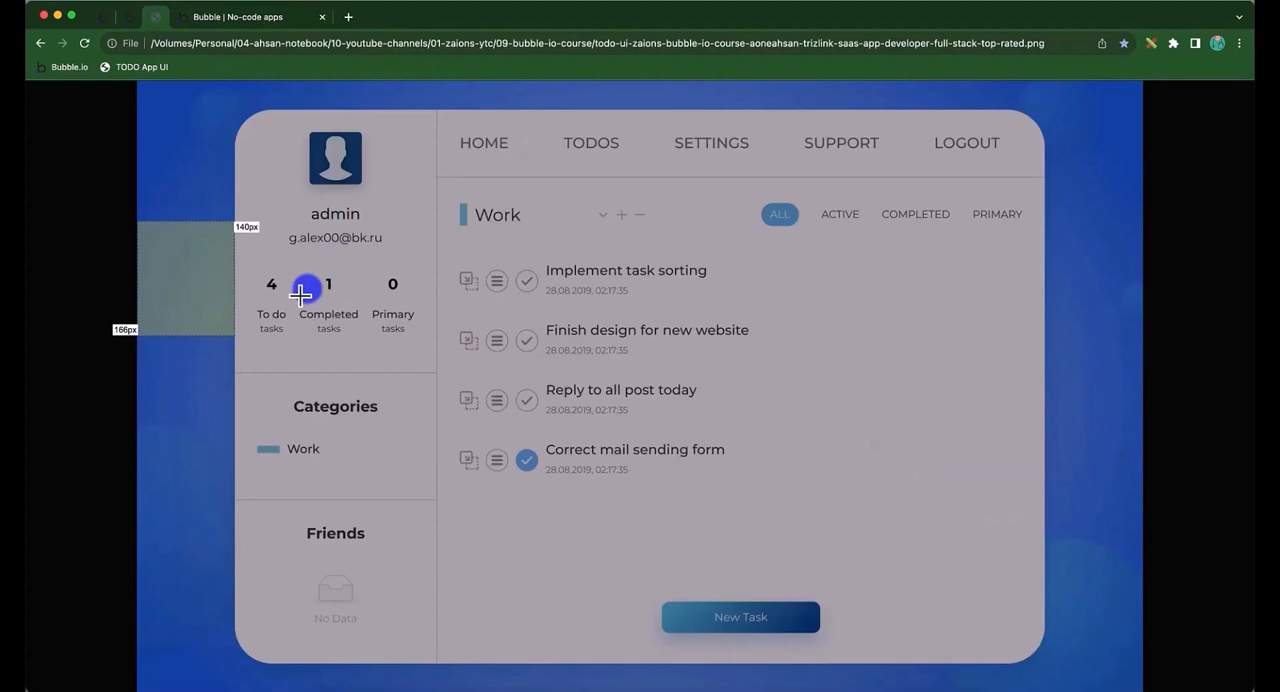 Bubble | No-code apps
File | /Volumes/Personal/04-ahsan-notebook/10-youtube-channels/01-zaions-ytc/09-bubble-io-course/todo-ui-zaions-bubble-io-course-aoneahsan-trizlink-saas-app-developer-full-stack-top-rated.png
Bubble.io TODO App UI
HOME TODOS SETTINGS SUPPORT LOGOUT
admin
g.alex00@bk.ru
140px
166px
4 1 0
To do Completed Primary
tasks tasks tasks
Categories
Work
Friends
No Data
Work ALL ACTIVE COMPLETED PRIMARY
Implement task sorting
28.08.2019, 02:17:35
Finish design for new website
28.08.2019, 02:17:35
Reply to all post today
28.08.2019, 02:17:35
Correct mail sending form
28.08.2019, 02:17:35
New Task